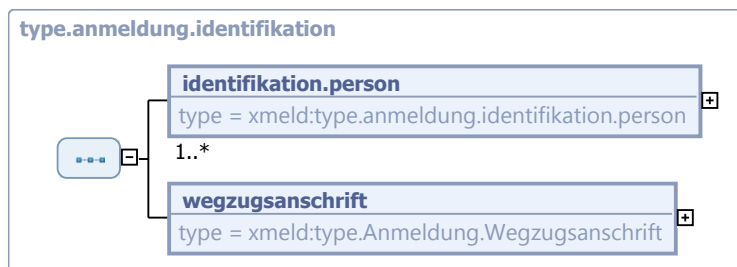 type.anmeldung.identifikation
identifikation.person
type = xmeld:type.anmeldung.identifikation.person
1..*
wegzugsanschrift
type = xmeld:type.Anmeldung.Wegzugsanschrift